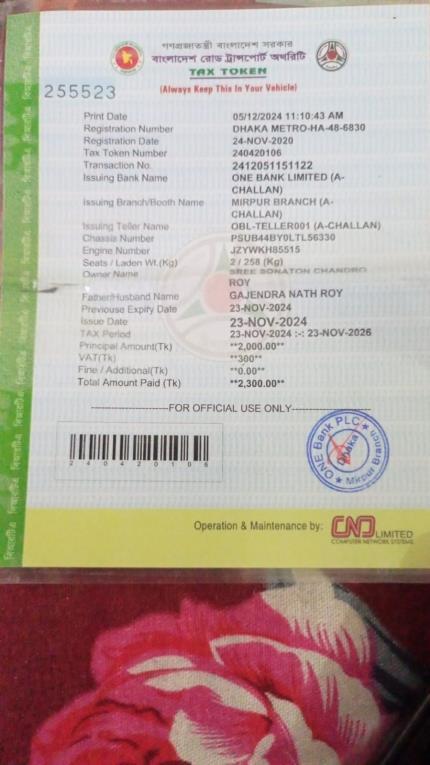 গণপ্রজাতন্ত্রী বাংলাদেশ সরকার
বাংলাদেশ রোড ট্রান্সপোর্ট অথরিটি
TAX TOKEN
(Always Keep This In Your Vehicle)
255523
Print Date 05/12/2024 11:10:43 AM
Registration Number DHAKA METRO-HA-48-6830
Registration Date 24-NOV-2020
Tax Token Number 240420106
Transaction No. 2412051151122
Issuing Bank Name ONE BANK LIMITED (A-
CHALLAN)
Issuing Branch/Booth Name MIRPUR BRANCH (A-
CHALLAN)
Issuing Teller Name OBL-TELLER001 (A-CHALLAN)
Chassis Number PSUB44BY0LTL56330
Engine Number JZYWKH85515
Seats / Laden Wt.(Kg) 2 / 258 (Kg)
Owner Name SREE SONATON CHANDRO
ROY
Father/Husband Name GAJENDRA NATH ROY
Previouse Expiry Date 23-NOV-2024
Issue Date 23-NOV-2024
TAX Period 23-NOV-2024 :-: 23-NOV-2026
Principal Amount(Tk) **2,000.00**
VAT(Tk) **300**
Fine / Additional(Tk) **0.00**
Total Amount Paid (Tk) **2,300.00**
FOR OFFICIAL USE ONLY
240420106
ONE Bank PLC
Dhaka
Mirpur Branch
Operation & Maintenance by: CNS LIMITED
COMPUTER NETWORK SYSTEMS